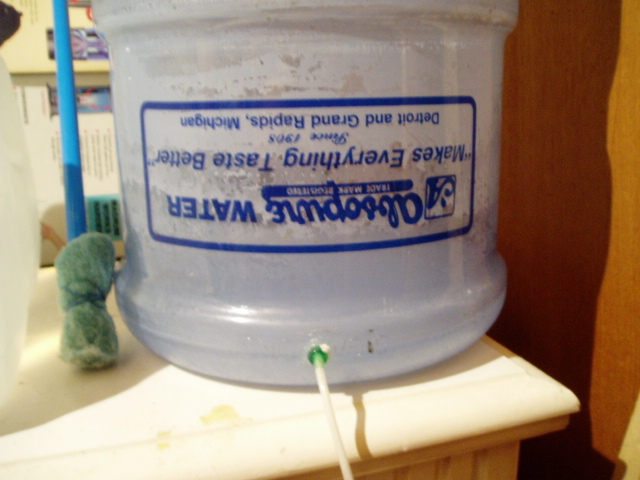 Absopure WATER
TRADE MARK REGISTERED
"Makes Everything Taste Better"
Since 1908
Detroit and Grand Rapids, Michigan